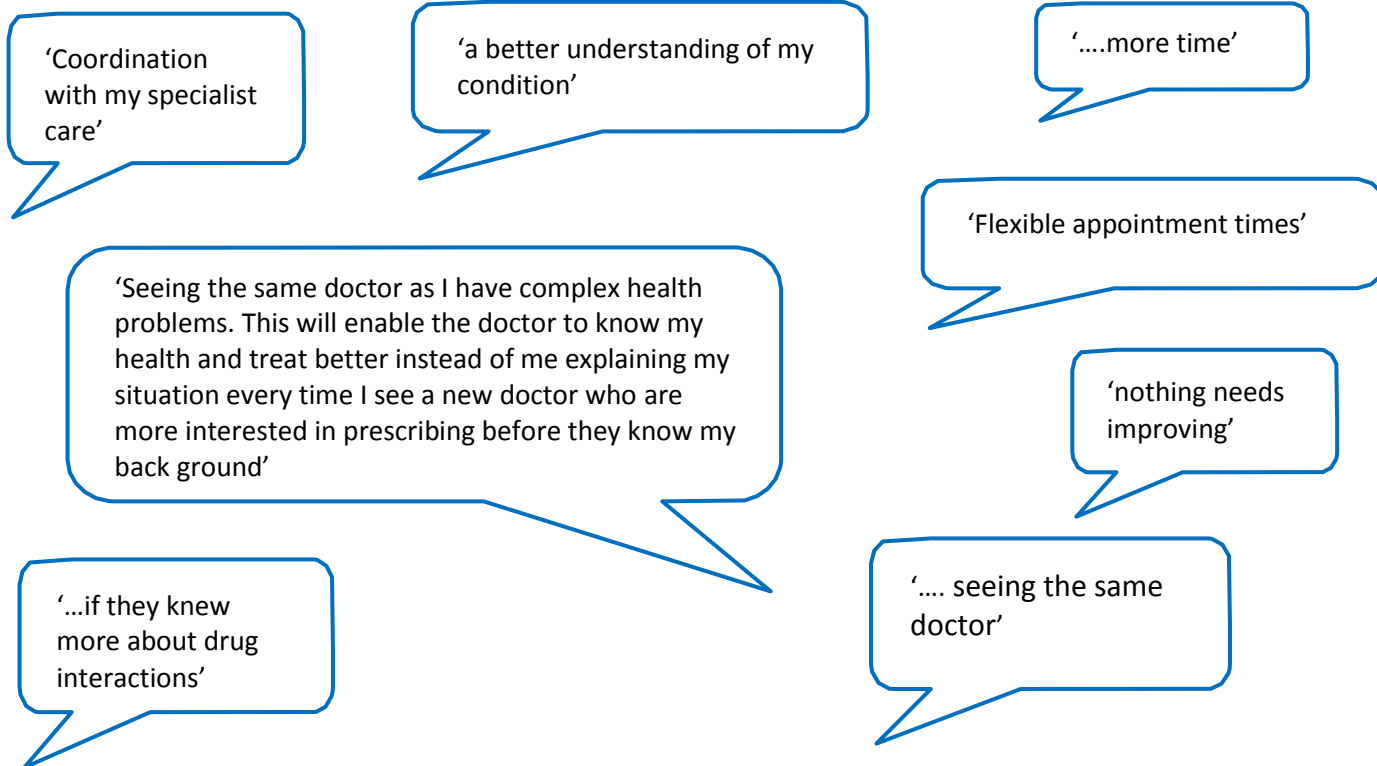 ‘Coordination
with my specialist
care’
‘a better understanding of my
condition’
‘....more time’
‘Flexible appointment times’
‘Seeing the same doctor as I have complex health
problems. This will enable the doctor to know my
health and treat better instead of me explaining my
situation every time I see a new doctor who are
more interested in prescribing before they know my
back ground’
‘nothing needs
improving’
‘...if they knew
more about drug
interactions’
‘.... seeing the same
doctor’